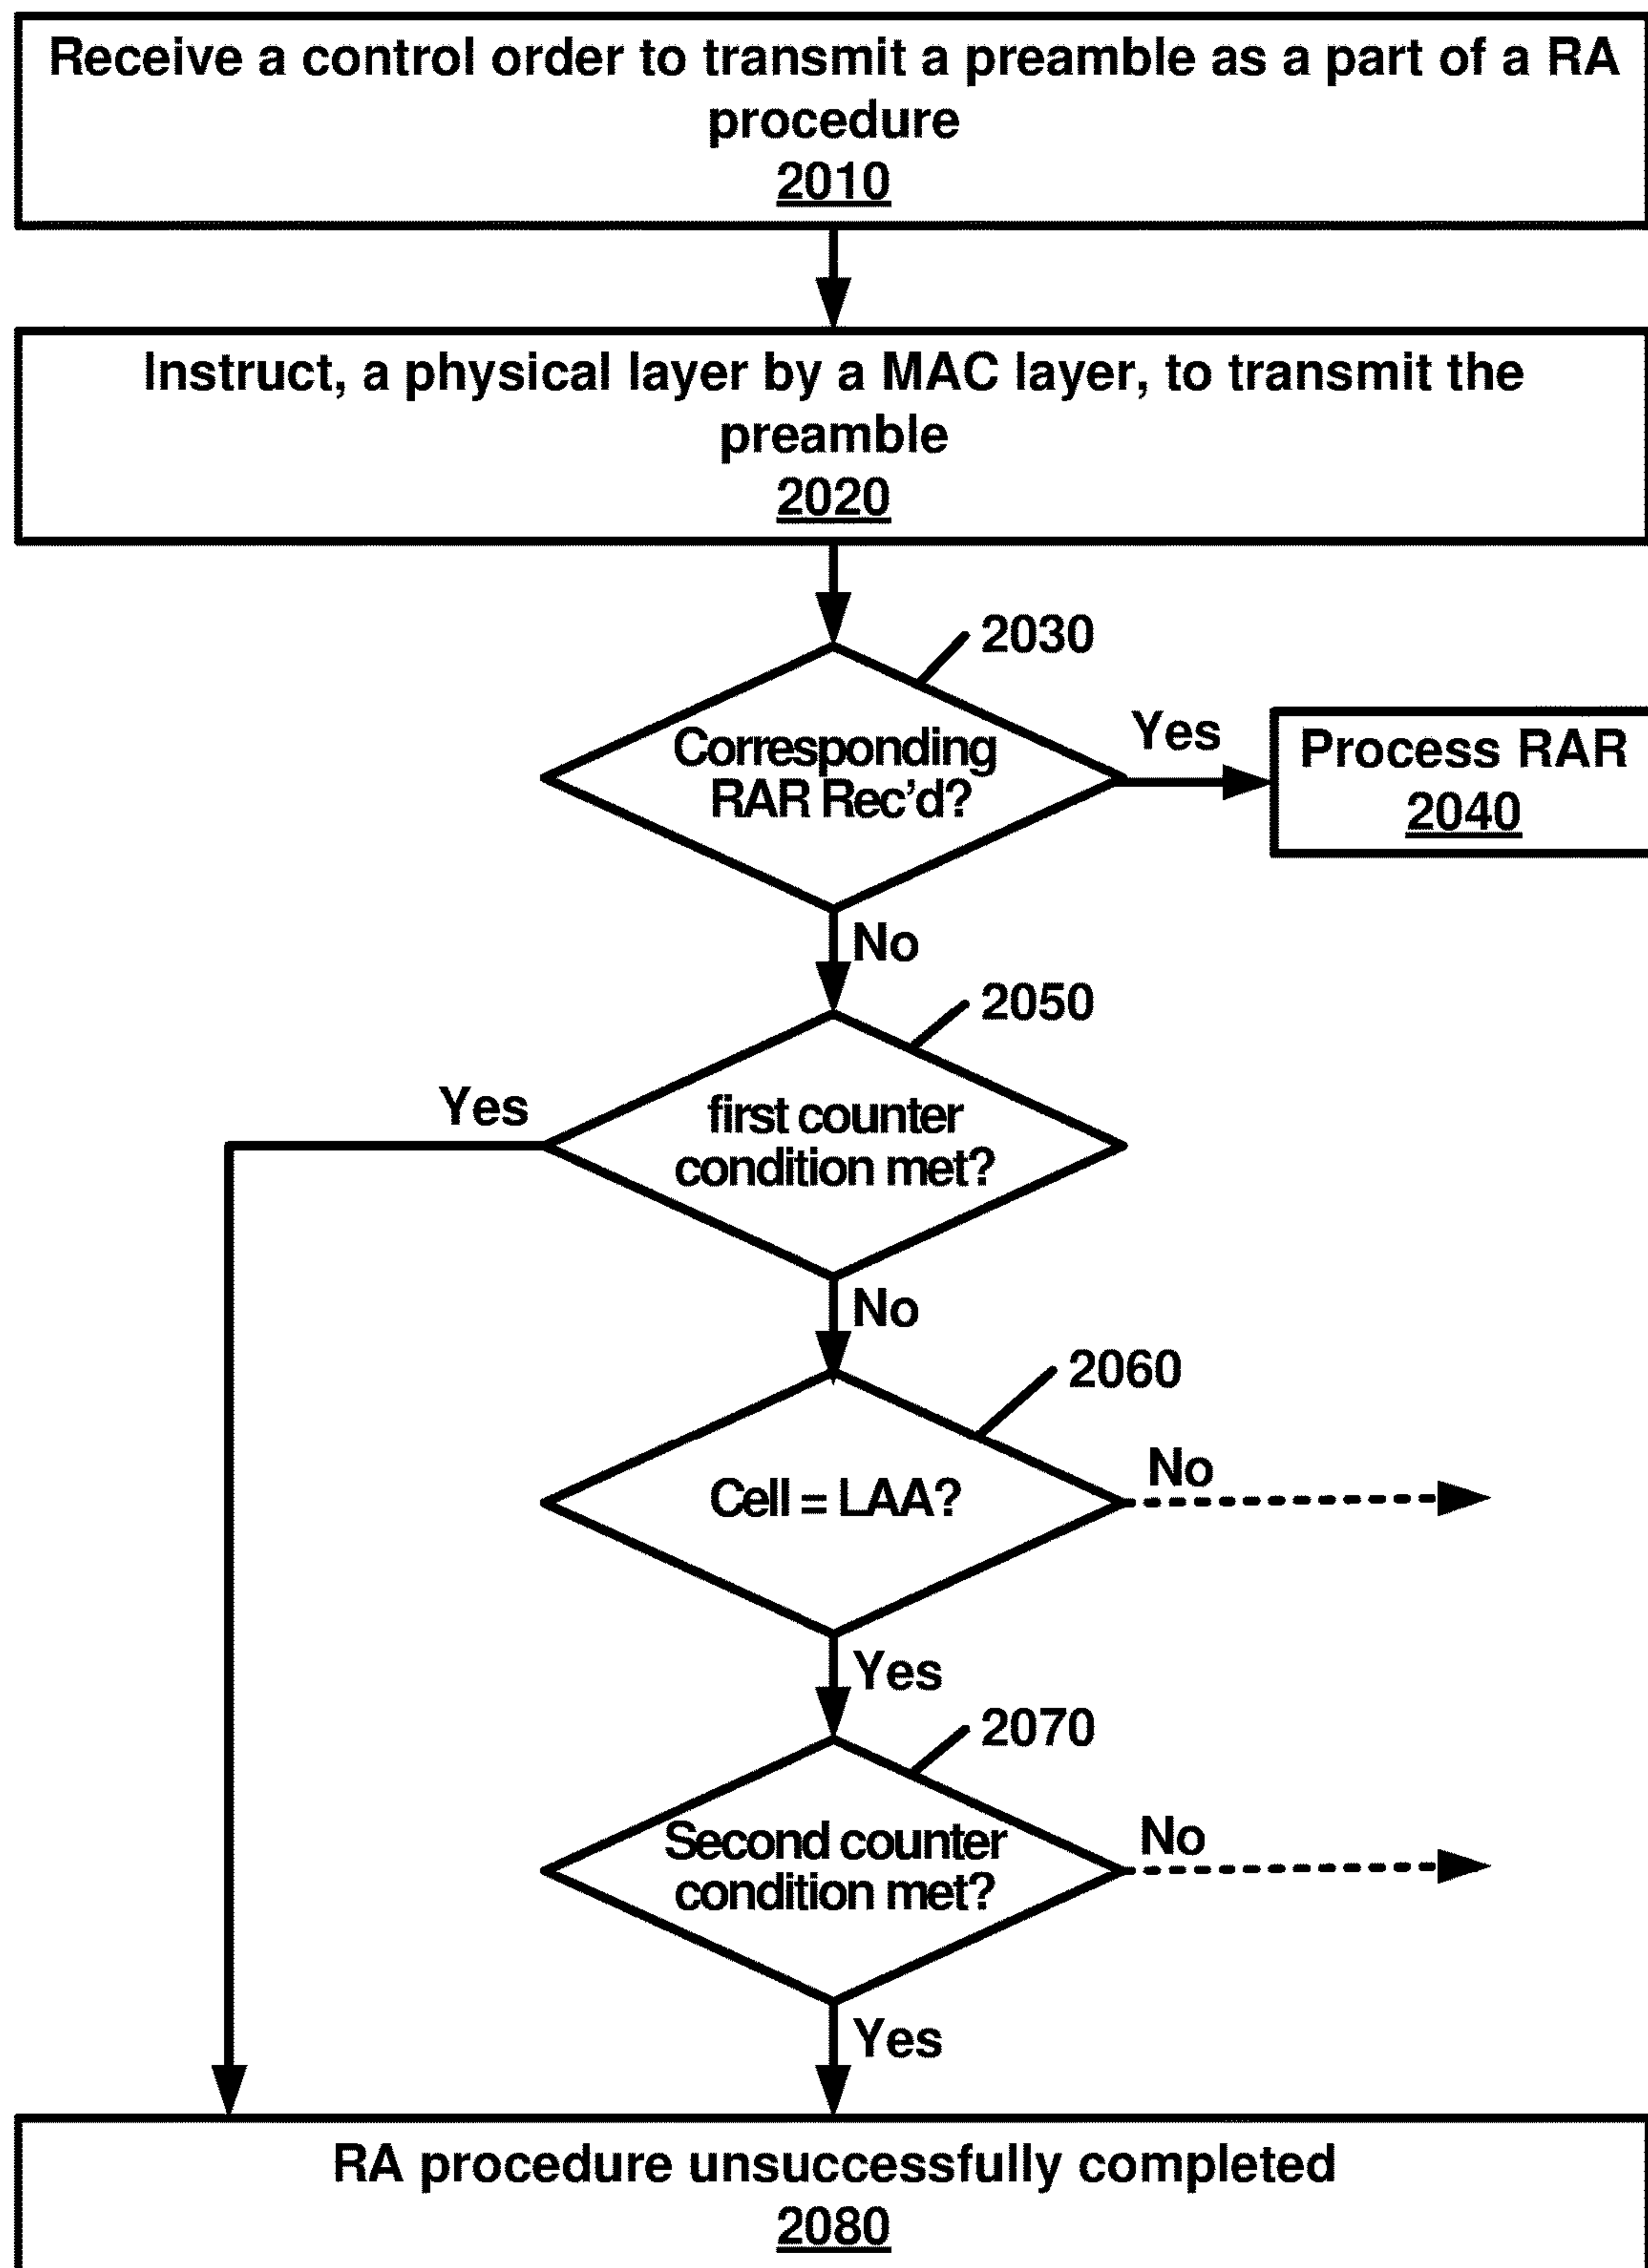 Receive a control order to transmit a preamble as a part of a RA
procedure
2010
Instruct, a physical layer by a MAC layer, to transmit the
preamble
2020
2030
Corresponding
RAR Rec'd?
Yes
Process RAR
2040
No
2050
Yes
first counter
condition met?
No
2060
Cell = LAA?
No
Yes
2070
Second counter
condition met?
No
Yes
RA procedure unsuccessfully completed
2080